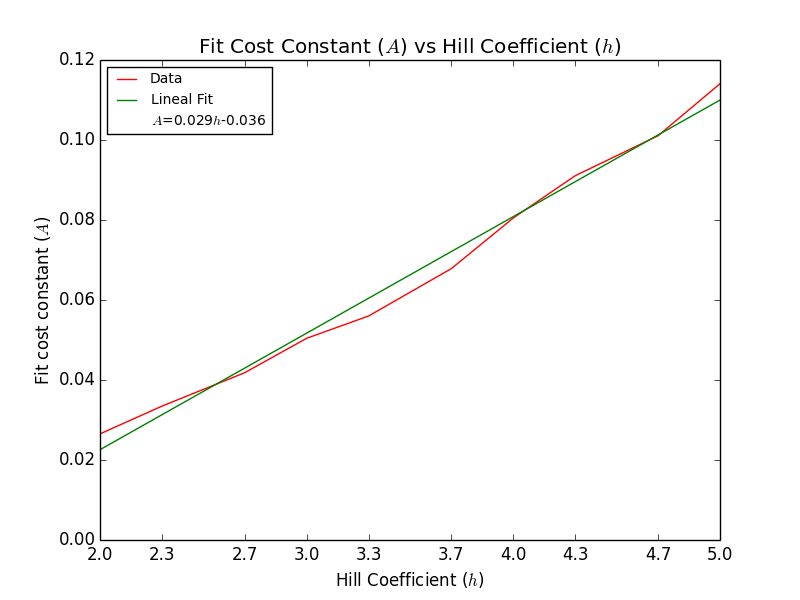 Fit Cost Constant (A) vs Hill Coefficient (h)
Data
Lineal Fit
A=0.029h-0.036
0.12
0.10
0.08
0.06
0.04
0.02
0.00
Fit cost constant (A)
2.0 2.3 2.7 3.0 3.3 3.7 4.0 4.3 4.7 5.0
Hill Coefficient (h)